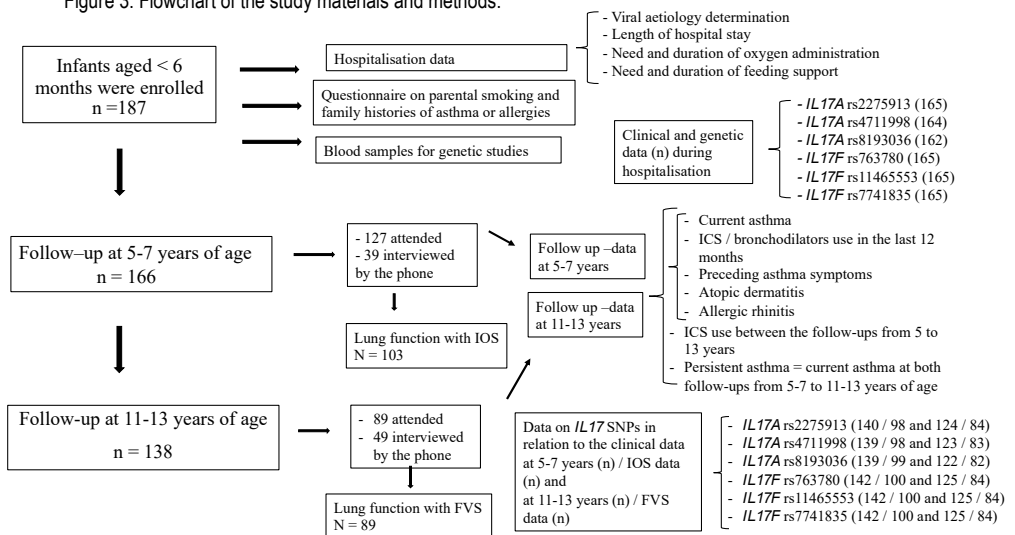 Figure 3. Flowchart of the study materials and methods.
Infants aged < 6
months were enrolled
n =187
Hospitalisation data
- Viral aetiology determination
- Length of hospital stay
- Need and duration of oxygen administration
- Need and duration of feeding support
Questionnaire on parental smoking and
family histories of asthma or allergies
Blood samples for genetic studies
Clinical and genetic
data (n) during
hospitalisation
- IL17A rs2275913 (165)
- IL17A rs4711998 (164)
- IL17A rs8193036 (162)
- IL17F rs763780 (165)
- IL17F rs11465553 (165)
- IL17F rs7741835 (165)
Follow–up at 5-7 years of age
n = 166
- 127 attended
- 39 interviewed
by the phone
Lung function with IOS
N = 103
Follow up –data
at 5-7 years
Follow up –data
at 11-13 years
- Current asthma
- ICS / bronchodilators use in the last 12
months
- Preceding asthma symptoms
- Atopic dermatitis
- Allergic rhinitis
- ICS use between the follow-ups from 5 to
13 years
- Persistent asthma = current asthma at both
follow-ups from 5-7 to 11-13 years of age
Follow-up at 11-13 years of age
n = 138
- 89 attended
- 49 interviewed
by the phone
Lung function with FVS
N = 89
Data on IL17 SNPs in
relation to the clinical data
at 5-7 years (n) / IOS data
(n) and
at 11-13 years (n) / FVS
data (n)
- IL17A rs2275913 (140 / 98 and 124 / 84)
- IL17A rs4711998 (139 / 98 and 123 / 83)
- IL17A rs8193036 (139 / 99 and 122 / 82)
- IL17F rs763780 (142 / 100 and 125 / 84)
- IL17F rs11465553 (142 / 100 and 125 / 84)
- IL17F rs7741835 (142 / 100 and 125 / 84)